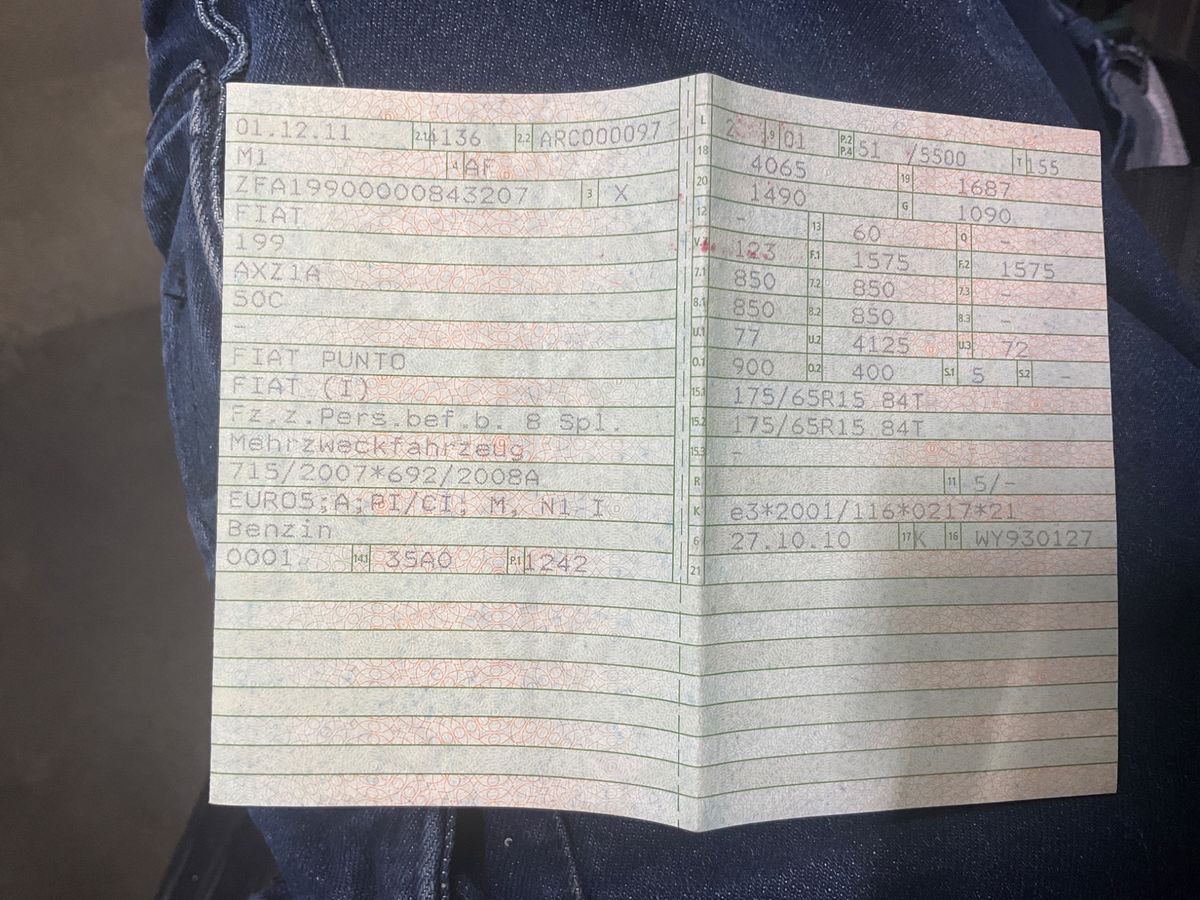 01.12.11 2.1 4136 2.2 ARC000097
M1 4 AF
ZFA19900000843207 3 X
FIAT
199
AXZ1A
SOC
-
FIAT PUNTO
FIAT (I)
Fz.z.Pers.bef.b. 8 Spl.
Mehrzweckfahrzeug
715/2007*692/2008A
EURO5;A;PI/CI; M, N1 I
Benzin
0001 14.1 35A0 P.1 1242
L 2 9 01 P.2 P.4 51 /5500 T 155
18 4065 19 1687
20 1490 G 1090
12 - 13 60 Q -
V. 123 F.1 1575 F.2 1575
7.1 850 7.2 850 7.3 -
8.1 850 8.2 850 8.3 -
U.1 77 U.2 4125 U.3 72
O.1 900 O.2 400 S.1 5 S.2 -
15.1 175/65R15 84T
15.2 175/65R15 84T
15.3 -
R 11 5/-
K e3*2001/116*0217*21
6 27.10.10 17 K 16 WY930127
21